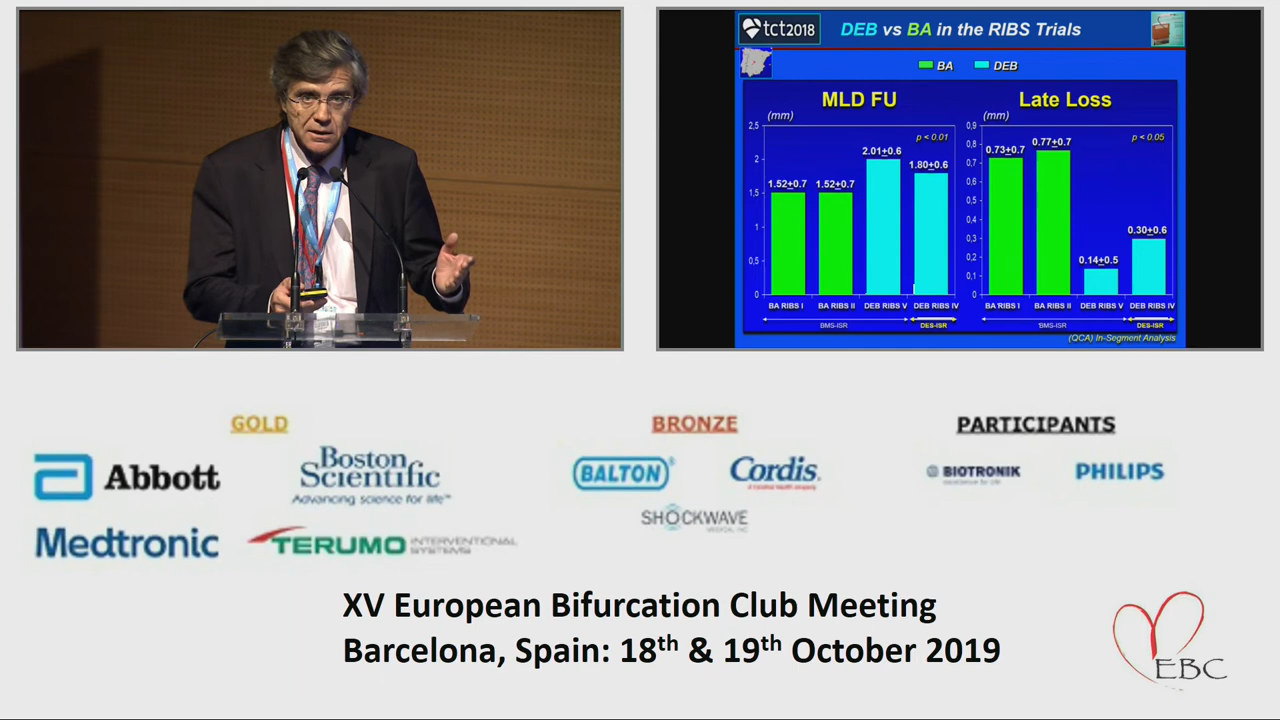 tct2018
DEB vs BA in the RIBS Trials
BA DEB
MLD FU
(mm)
p < 0.01
2,5
2
1,5
1
0,5
0
1.52±0.7
1.52±0.7
2.01±0.6
1.80±0.6
BA RIBS I BA RIBS II DEB RIBS V DEB RIBS IV
BMS-ISR DES-ISR
Late Loss
(mm)
p < 0.05
0,9
0,8
0,7
0,6
0,5
0,4
0,3
0,2
0,1
0
0.73±0.7
0.77±0.7
0.14±0.5
0.30±0.6
BA RIBS I BA RIBS II DEB RIBS V DEB RIBS IV
BMS-ISR DES-ISR
(QCA) In-Segment Analysis
GOLD
Abbott
Boston
Scientific
Advancing science for life™
Medtronic
TERUMO INTERVENTIONAL
SYSTEMS
BRONZE
BALTON®
Cordis
SHOCKWAVE
MEDICAL, INC
PARTICIPANTS
BIOTRONIK
excellence for life
PHILIPS
XV European Bifurcation Club Meeting
Barcelona, Spain: 18th & 19th October 2019
EBC